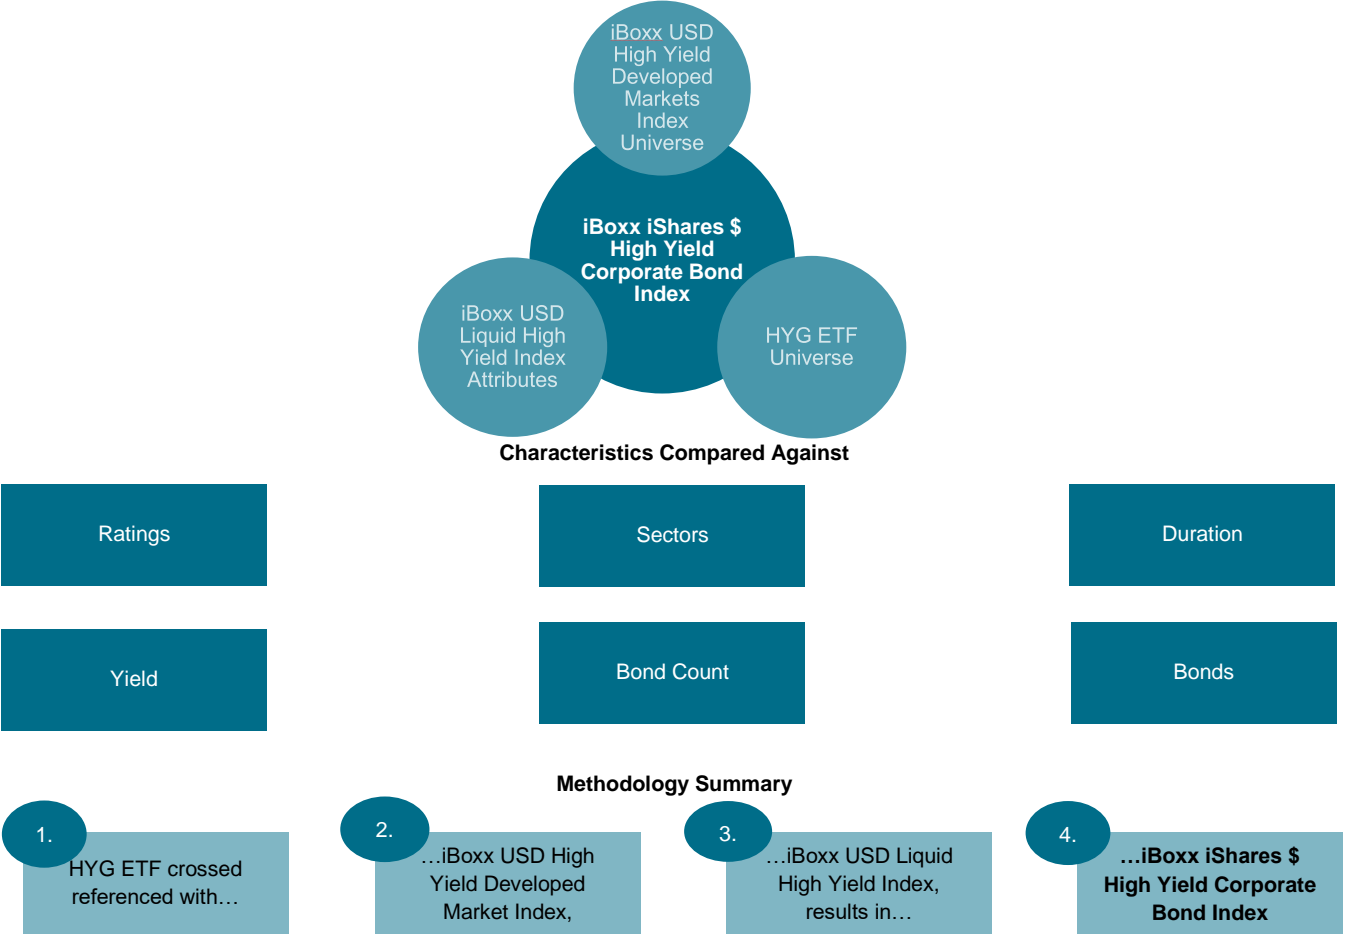 iBoxx USD
High Yield
Developed
Markets
Index
Universe
iBoxx iShares $
High Yield
Corporate Bond
Index
iBoxx USD
Liquid High
Yield Index
Attributes
HYG ETF
Universe
Characteristics Compared Against
Ratings
Sectors
Duration
Yield
Bond Count
Bonds
Methodology Summary
1.
HYG ETF crossed
referenced with…
2.
…iBoxx USD High
Yield Developed
Market Index,
3.
…iBoxx USD Liquid
High Yield Index,
results in…
4.
…iBoxx iShares $
High Yield Corporate
Bond Index